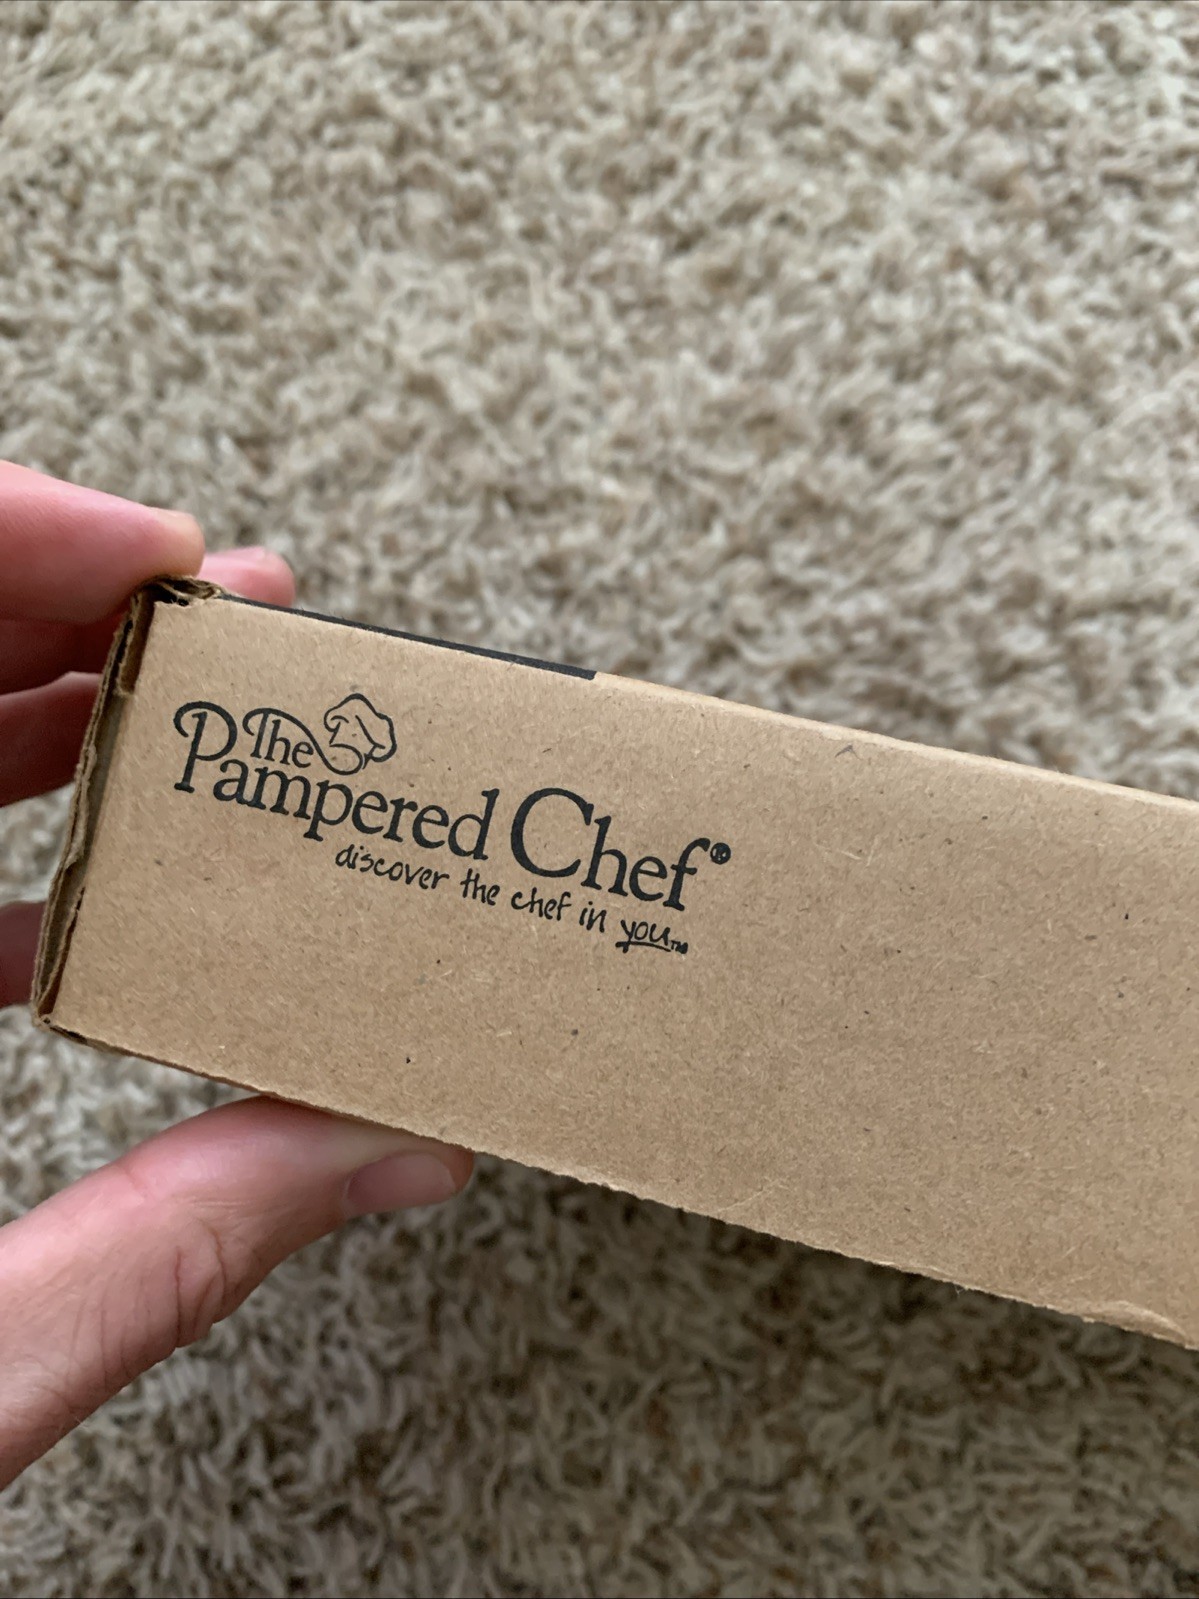 The
Pampered Chef®
discover the chef in you™